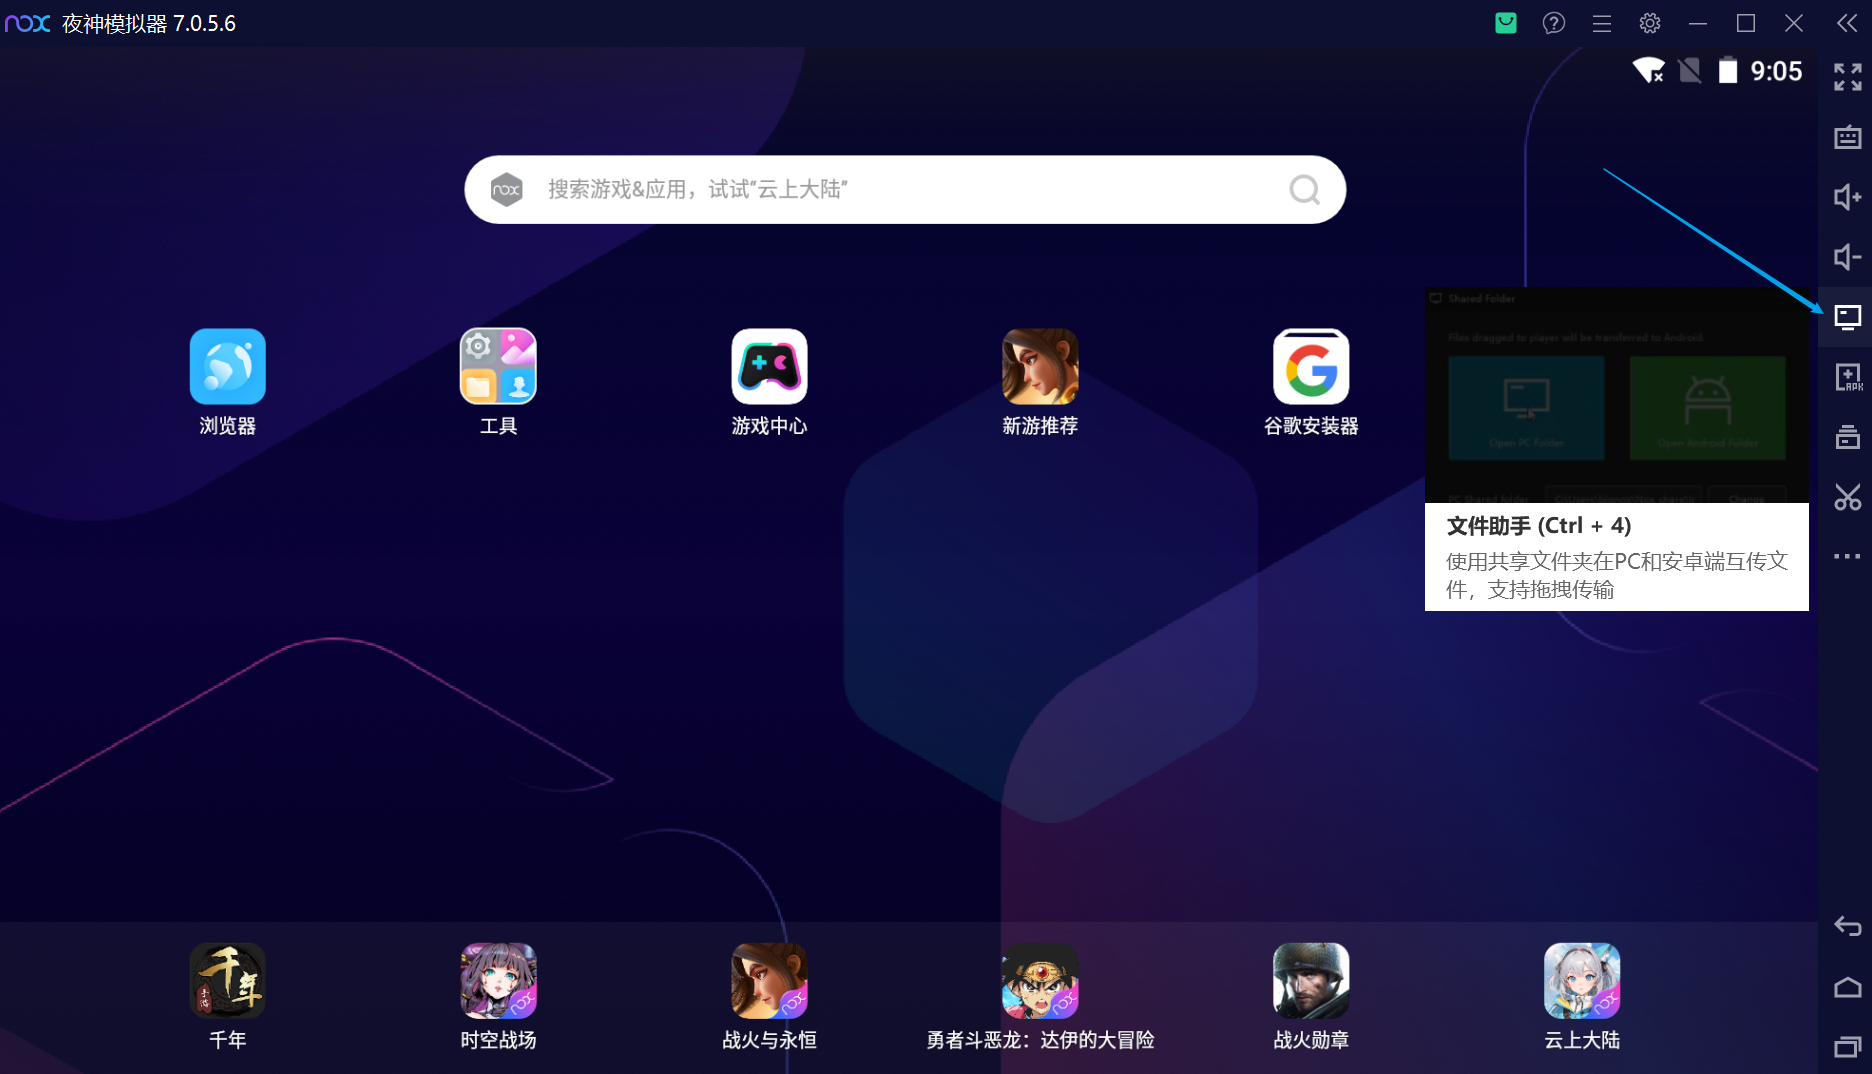 nox 夜神模拟器 7.0.5.6
9:05
nox 搜索游戏&应用，试试"云上大陆"
浏览器
工具
游戏中心
新游推荐
谷歌安装器
Shared Folder
Files dragged to player will be transferred to Android.
Open PC Folder
Open Android Folder
PC Shared folder
Change
文件助手 (Ctrl + 4)
使用共享文件夹在PC和安卓端互传文
件，支持拖拽传输
APK
千年
手游
千年
时空战场
战火与永恒
勇者斗恶龙：达伊的大冒险
战火勋章
云上大陆